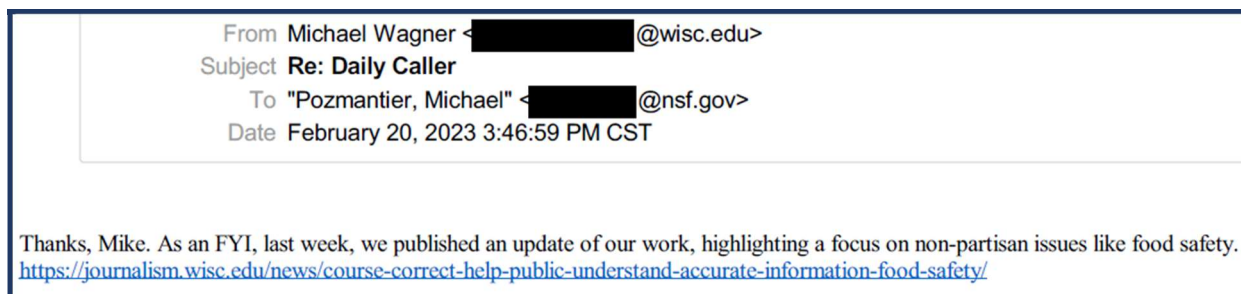 From Michael Wagner < @wisc.edu>
Subject Re: Daily Caller
To "Pozmantier, Michael" < @nsf.gov>
Date February 20, 2023 3:46:59 PM CST
Thanks, Mike. As an FYI, last week, we published an update of our work, highlighting a focus on non-partisan issues like food safety.
https://journalism.wisc.edu/news/course-correct-help-public-understand-accurate-information-food-safety/